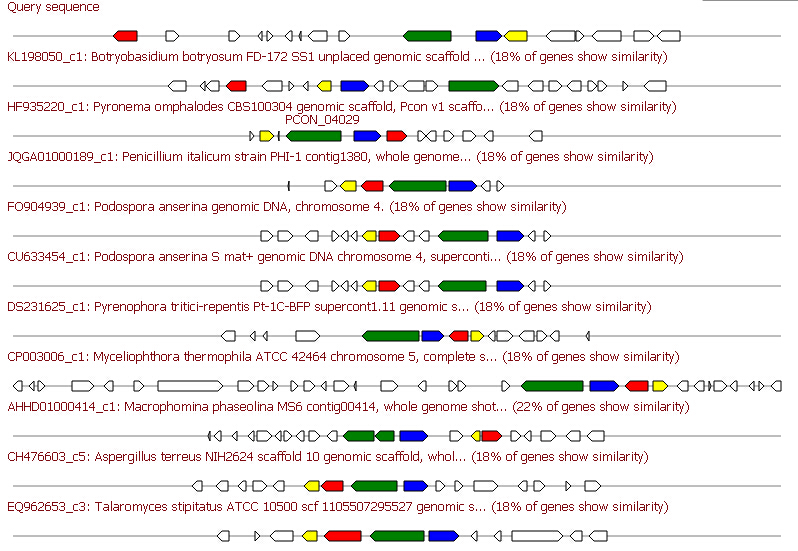 Query sequence
KL198050_c1: Botryobasidium botryosum FD-172 SS1 unplaced genomic scaffold ... (18% of genes show similarity)
HF935220_c1: Pyronema omphalodes CBS100304 genomic scaffold, Pcon v1 scaffo... (18% of genes show similarity)
PCON_04029
JQGA01000189_c1: Penicillium italicum strain PHI-1 contig1380, whole genome... (18% of genes show similarity)
FO904939_c1: Podospora anserina genomic DNA, chromosome 4. (18% of genes show similarity)
CU633454_c1: Podospora anserina S mat+ genomic DNA chromosome 4, superconti... (18% of genes show similarity)
DS231625_c1: Pyrenophora tritici-repentis Pt-1C-BFP supercont1.11 genomic s... (18% of genes show similarity)
CP003006_c1: Myceliophthora thermophila ATCC 42464 chromosome 5, complete s... (18% of genes show similarity)
AHHD01000414_c1: Macrophomina phaseolina MS6 contig00414, whole genome shot... (22% of genes show similarity)
CH476603_c5: Aspergillus terreus NIH2624 scaffold 10 genomic scaffold, whol... (18% of genes show similarity)
EQ962653_c3: Talaromyces stipitatus ATCC 10500 scf 1105507295527 genomic s... (18% of genes show similarity)